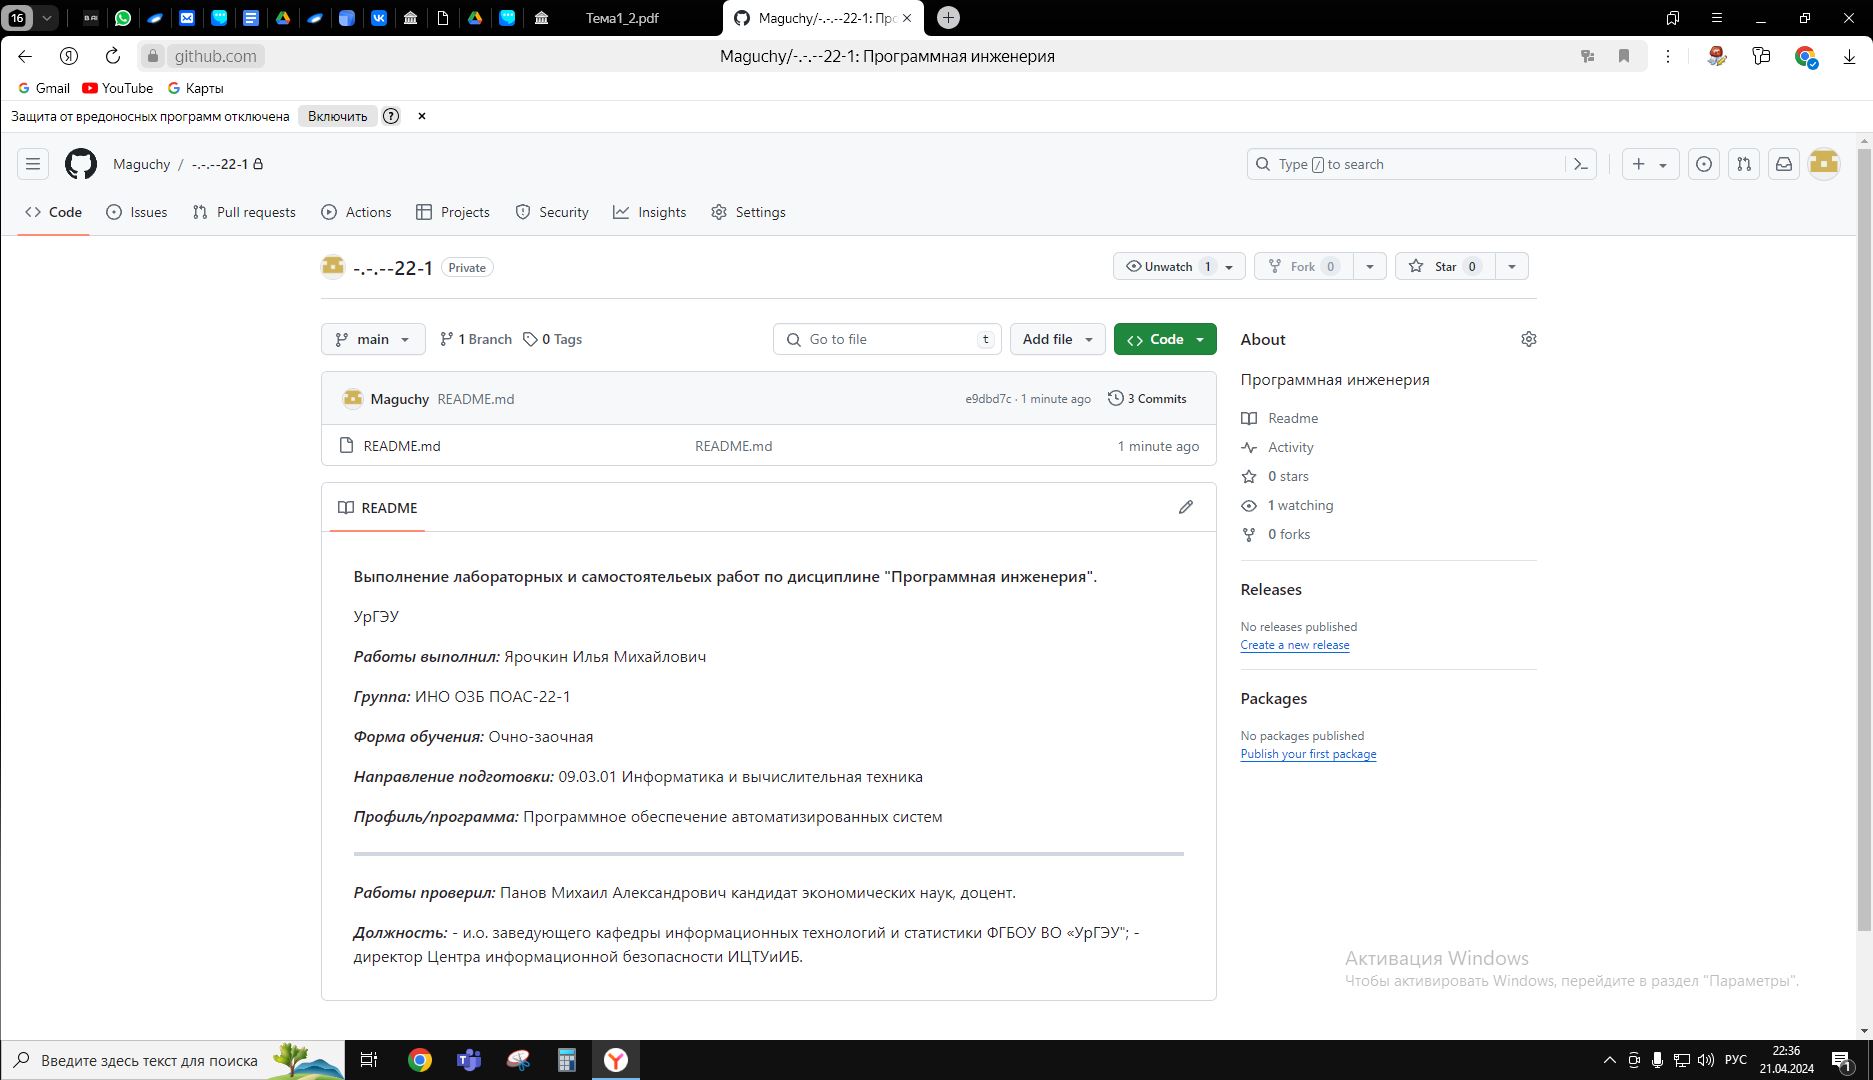 16
Тема1_2.pdf
Maguchy/-.-.--22-1: Прс
github.com
Maguchy/-.-.--22-1: Программная инженерия
Gmail YouTube Карты
Защита от вредоносных программ отключена Включить ?
Maguchy / -.-.--22-1
Type / to search
Code Issues Pull requests Actions Projects Security Insights Settings
-.-.--22-1 Private
Unwatch 1 Fork 0 Star 0
main 1 Branch 0 Tags
Go to file t Add file Code
Maguchy README.md e9dbd7c · 1 minute ago 3 Commits
README.md README.md 1 minute ago
README
Выполнение лабораторных и самостоятельеых работ по дисциплине "Программная инженерия".
УрГЭУ
Работы выполнил: Ярочкин Илья Михайлович
Группа: ИНО ОЗБ ПОАС-22-1
Форма обучения: Очно-заочная
Направление подготовки: 09.03.01 Информатика и вычислительная техника
Профиль/программа: Программное обеспечение автоматизированных систем
Работы проверил: Панов Михаил Александрович кандидат экономических наук, доцент.
Должность: - и.о. заведующего кафедры информационных технологий и статистики ФГБОУ ВО «УрГЭУ"; -
директор Центра информационной безопасности ИЦТУиИБ.
About
Программная инженерия
Readme
Activity
0 stars
1 watching
0 forks
Releases
No releases published
Create a new release
Packages
No packages published
Publish your first package
Активация Windows
Чтобы активировать Windows, перейдите в раздел "Параметры".
Введите здесь текст для поиска
РУС
22:36
21.04.2024
1